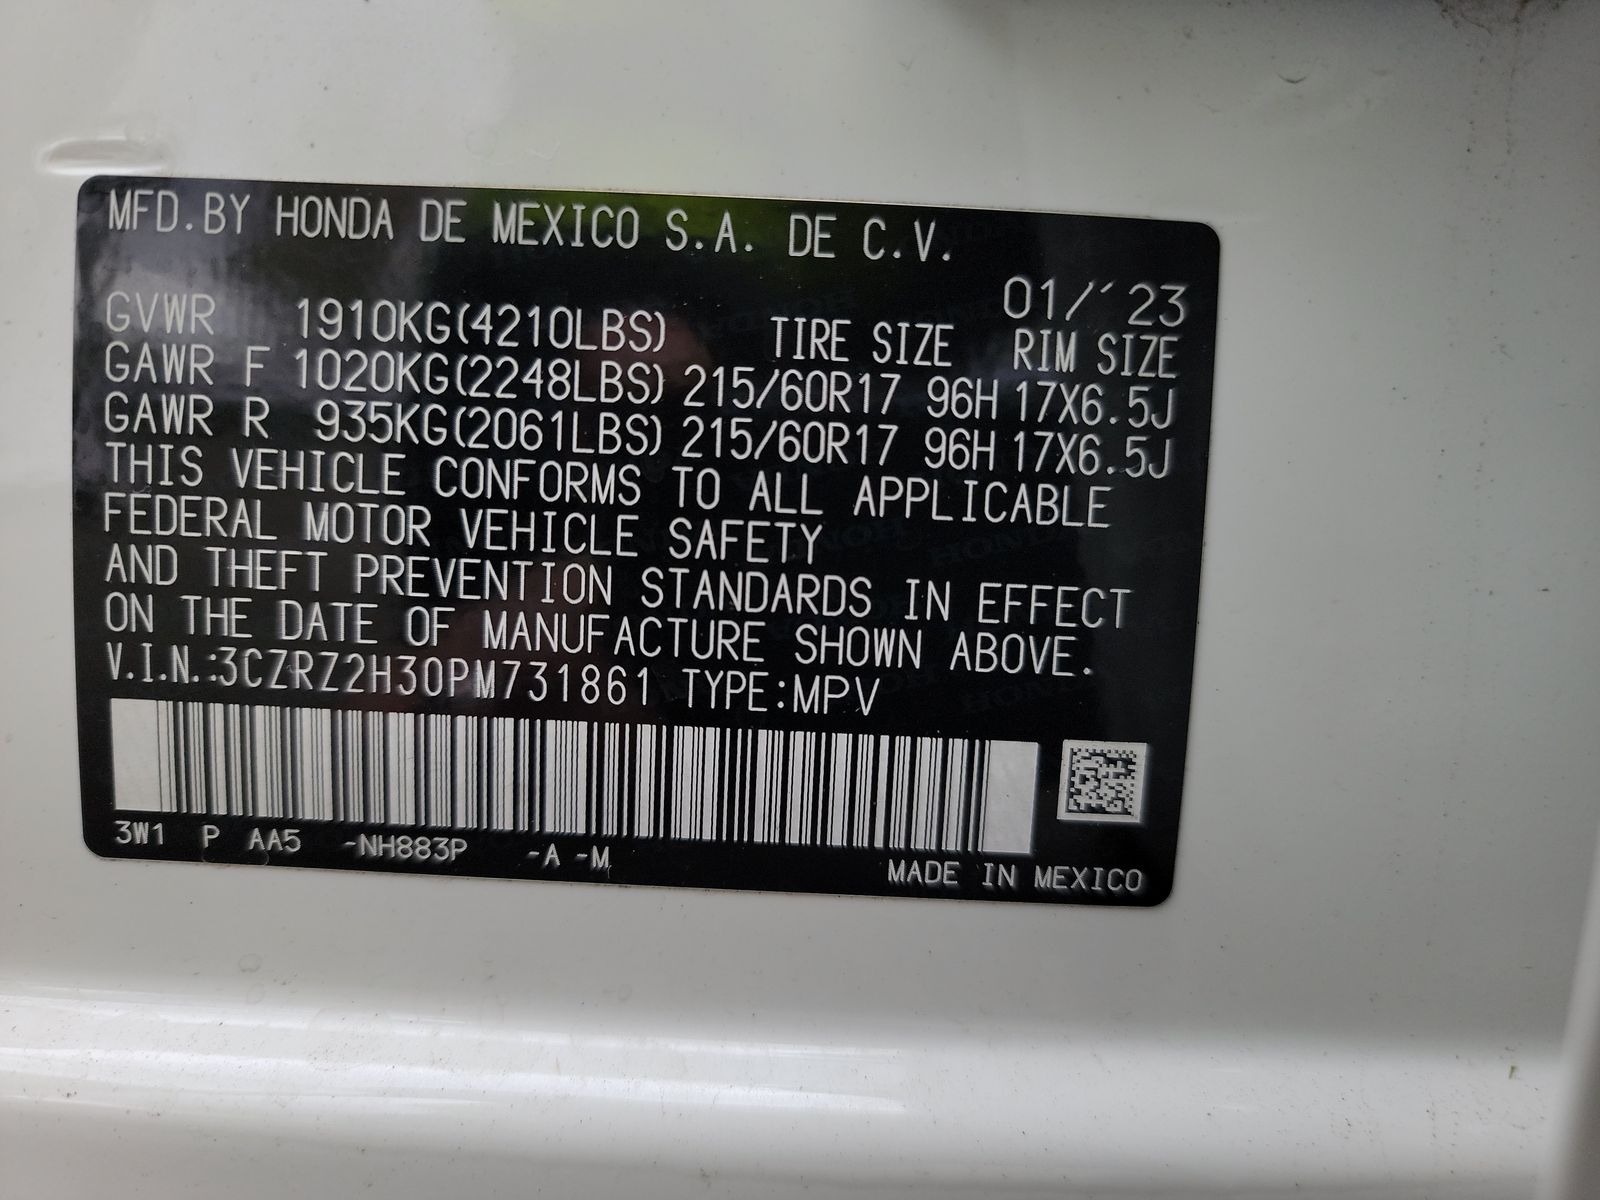 MFD.BY HONDA DE MEXICO S.A. DE C.V.
01/´23
GVWR 1910KG(4210LBS) TIRE SIZE RIM SIZE
GAWR F 1020KG(2248LBS) 215/60R17 96H 17X6.5J
GAWR R 935KG(2061LBS) 215/60R17 96H 17X6.5J
THIS VEHICLE CONFORMS TO ALL APPLICABLE
FEDERAL MOTOR VEHICLE SAFETY
AND THEFT PREVENTION STANDARDS IN EFFECT
ON THE DATE OF MANUFACTURE SHOWN ABOVE.
V.I.N.:3CZRZ2H30PM731861 TYPE:MPV
3W1 P AA5 -NH883P -A -M
MADE IN MEXICO